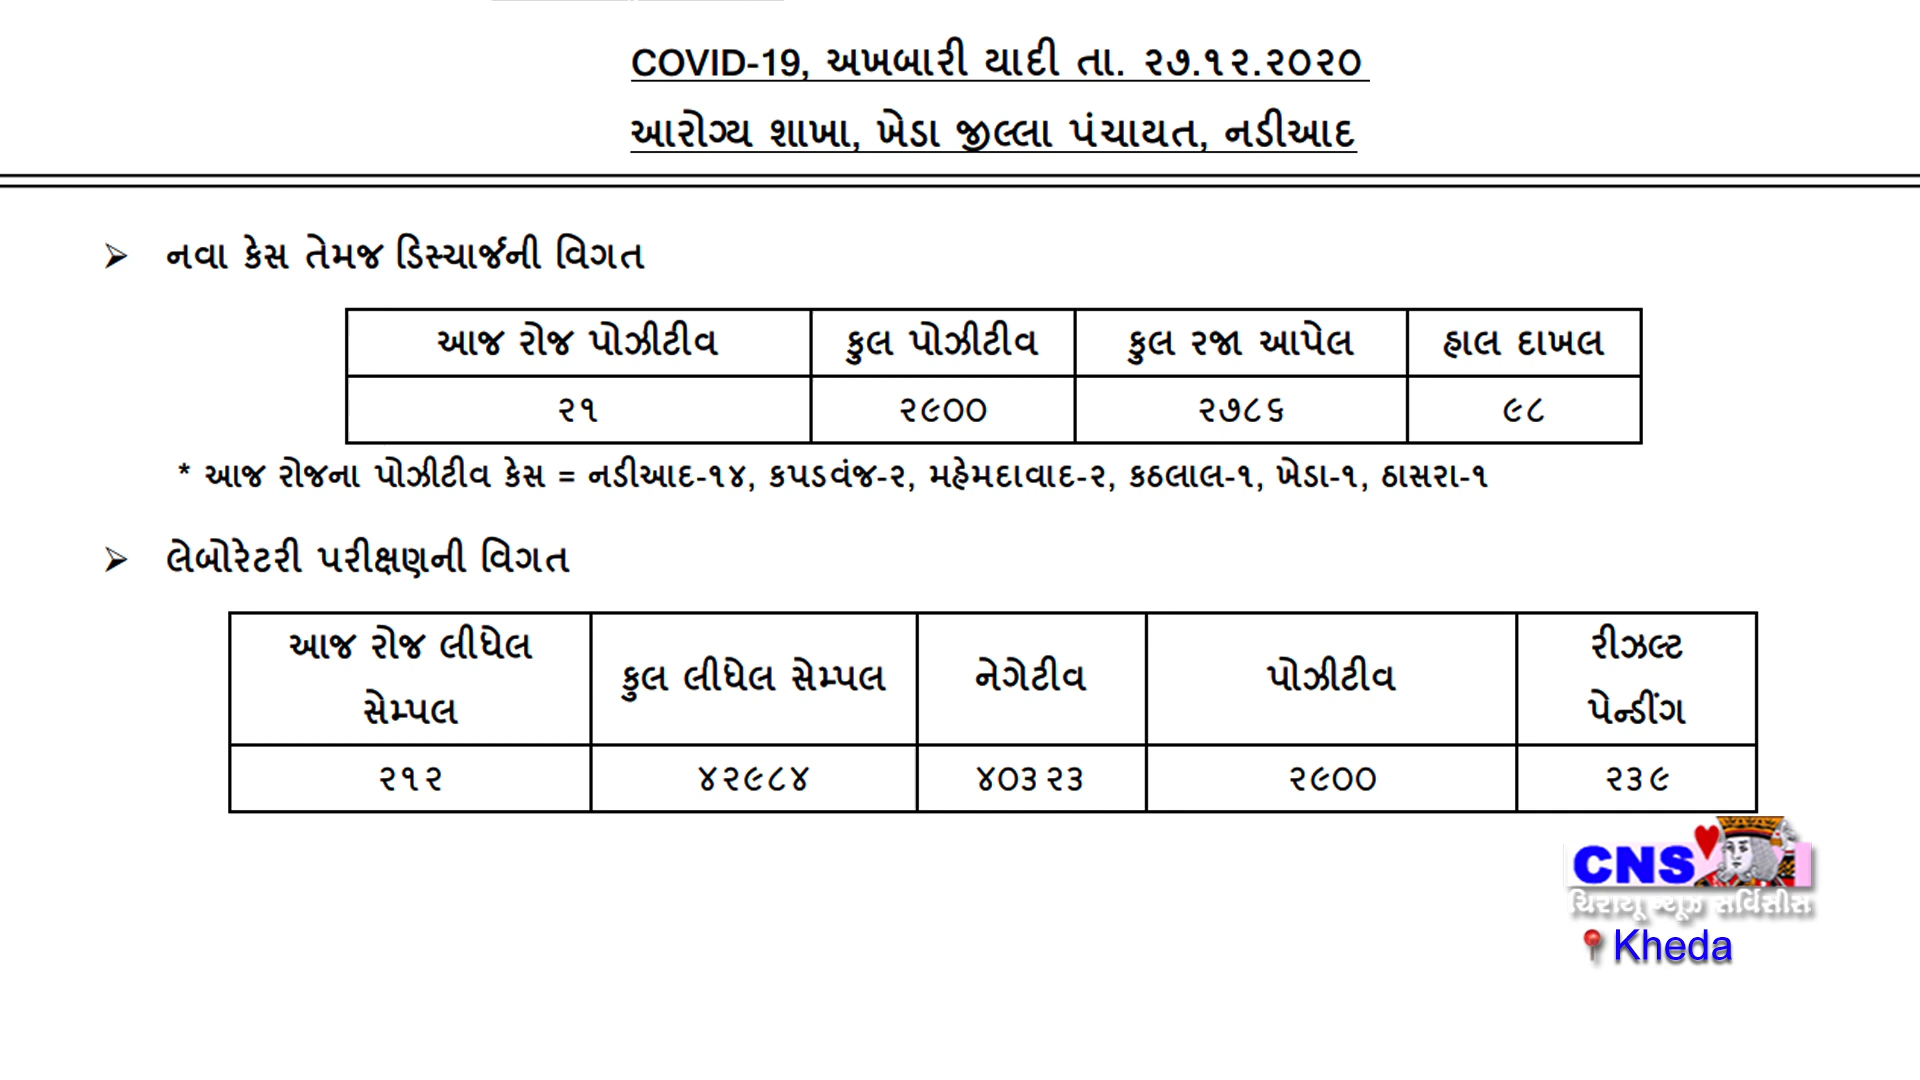 COVID-19, અખબારી યાદી તા. ૨૭.૧૨.૨૦૨૦
આરોગ્ય શાખા, ખેડા જીલ્લા પંચાયત, નડીઆદ
➢ નવા કેસ તેમજ ડિસ્ચાર્જની વિગત
આજ રોજ પોઝીટીવ કુલ પોઝીટીવ કુલ રજા આપેલ હાલ દાખલ
૨૧ ૨૯૦૦ ૨૭૮૬ ૯૮
* આજ રોજના પોઝીટીવ કેસ = નડીઆદ-૧૪, કપડવંજ-૨, મહેમદાવાદ-૨, કઠલાલ-૧, ખેડા-૧, ઠાસરા-૧
➢ લેબોરેટરી પરીક્ષણની વિગત
આજ રોજ લીધેલ
સેમ્પલ
કુલ લીધેલ સેમ્પલ નેગેટીવ પોઝીટીવ
રીઝલ્ટ
પેન્ડીંગ
૨૧૨ ૪૨૯૮૪ ૪૦૩૨૩ ૨૯૦૦ ૨૩૯
CNS
ચિરાયૂ ન્યૂઝ સર્વિસીસ
Kheda